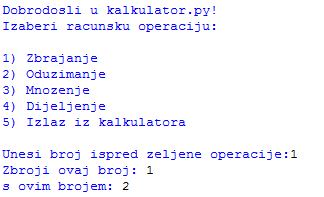 Dobrodosli u kalkulator.py!
Izaberi racunsku operaciju:
1) Zbrajanje
2) Oduzimanje
3) Mnozenje
4) Dijeljenje
5) Izlaz iz kalkulatora
Unesi broj ispred zeljene operacije:1
Zbroji ovaj broj: 1
s ovim brojem: 2